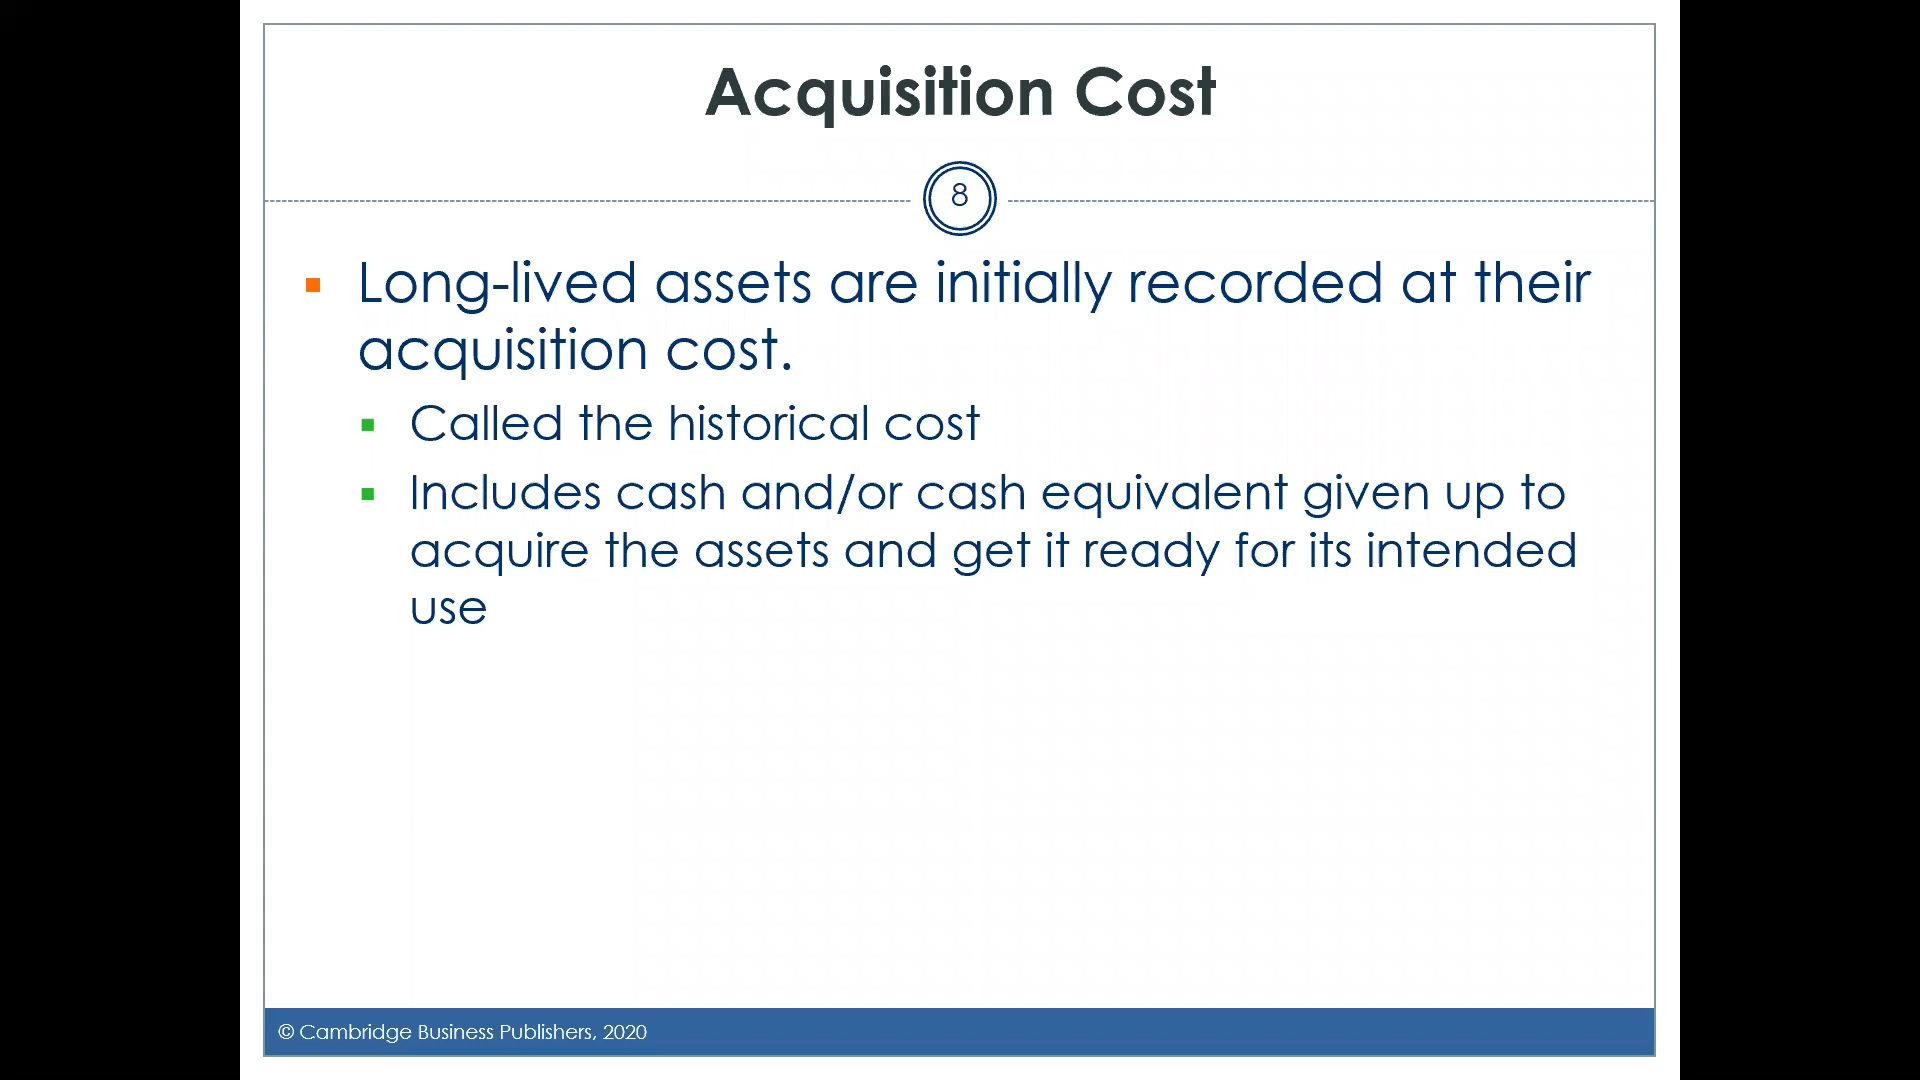 Acquisition Cost
8
▪ Long-lived assets are initially recorded at their
acquisition cost.
▪ Called the historical cost
▪ Includes cash and/or cash equivalent given up to
acquire the assets and get it ready for its intended
use
© Cambridge Business Publishers, 2020